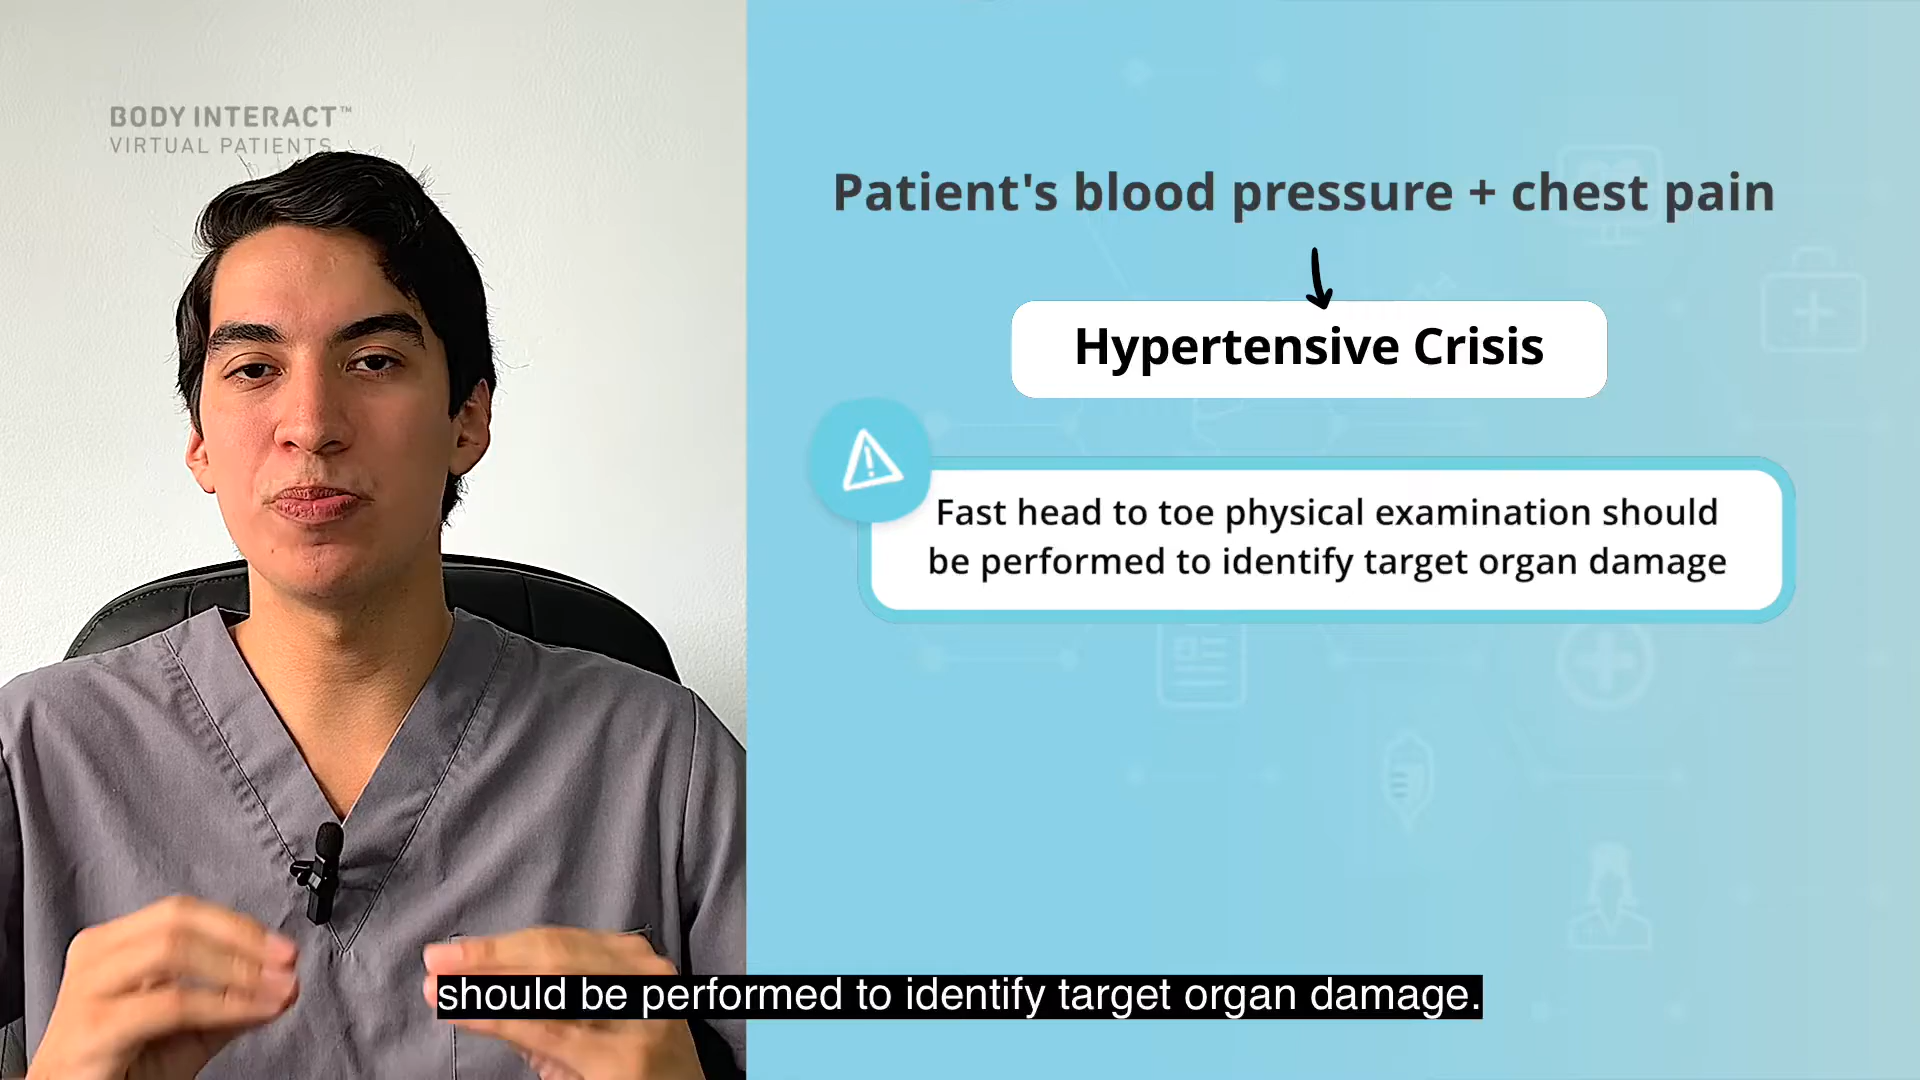 BODY INTERACT™
VIRTUAL PATIENTS
Patient's blood pressure + chest pain
Hypertensive Crisis
Fast head to toe physical examination should
be performed to identify target organ damage
should be performed to identify target organ damage.